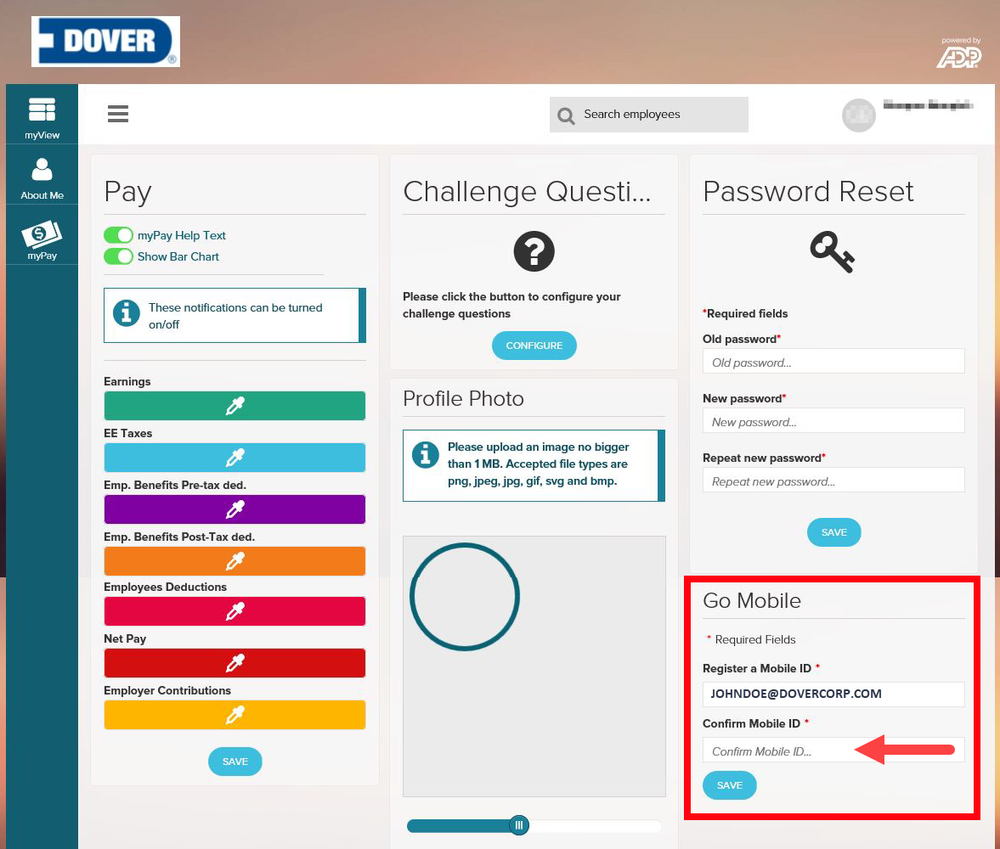 DOVER
®
powered by
ADP
myView
About Me
myPay
Search employees
Pay
myPay Help Text
Show Bar Chart
These notifications can be turned
on/off
Earnings
EE Taxes
Emp. Benefits Pre-tax ded.
Emp. Benefits Post-Tax ded.
Employees Deductions
Net Pay
Employer Contributions
SAVE
Challenge Questi...
?
Please click the button to configure your
challenge questions
CONFIGURE
Profile Photo
Please upload an image no bigger
than 1 MB. Accepted file types are
png, jpeg, jpg, gif, svg and bmp.
Password Reset
*Required fields
Old password*
Old password...
New password*
New password...
Repeat new password*
Repeat new password...
SAVE
Go Mobile
* Required Fields
Register a Mobile ID *
JOHNDOE@DOVERCORP.COM
Confirm Mobile ID *
Confirm Mobile ID...
SAVE